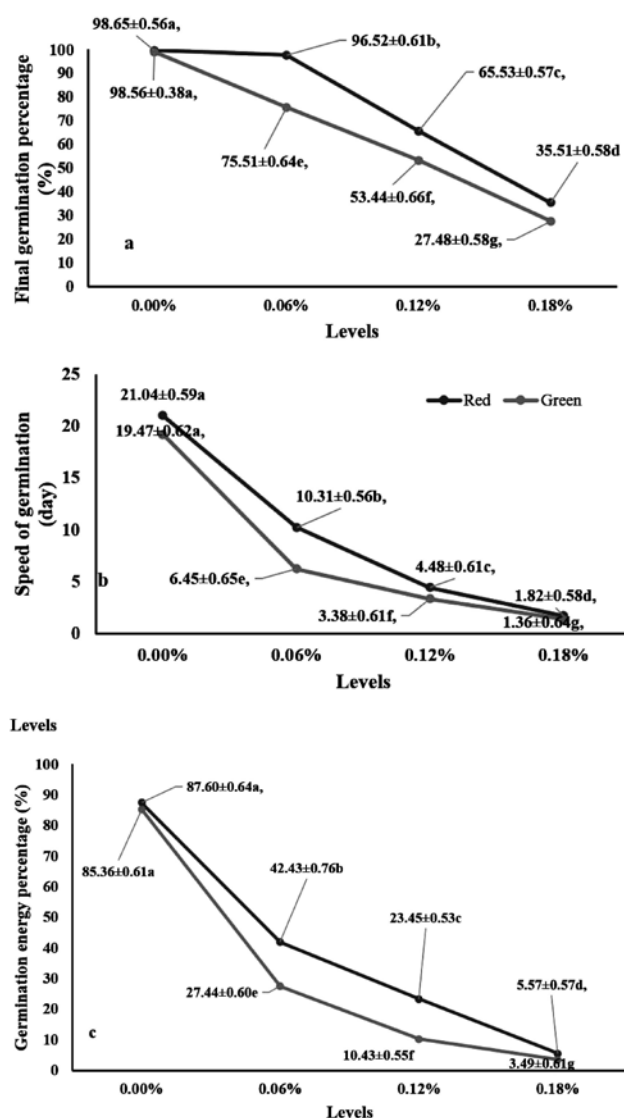 98.65±0.56a,
96.52±0.61b,
65.53±0.57c,
35.51±0.58d
98.56±0.38a,
75.51±0.64e,
53.44±0.66f,
27.48±0.58g,
Final germination percentage
(%)
100
90
80
70
60
50
40
30
20
10
0
a
0.00% 0.06% 0.12% 0.18%
Levels
25
20
15
10
5
0
Speed of germination
(day)
b
21.04±0.59a
19.47±0.62a,
10.31±0.56b,
6.45±0.65e,
4.48±0.61c,
3.38±0.61f,
1.82±0.58d,
1.36±0.64g,
Red Green
0.00% 0.06% 0.12% 0.18%
Levels
Levels
Germination energy percentage (%)
100
90
80
70
60
50
40
30
20
10
0
c
87.60±0.64a,
85.36±0.61a
42.43±0.76b
27.44±0.60e
23.45±0.53c
10.43±0.55f
5.57±0.57d,
3.49±0.61g
0.00% 0.06% 0.12% 0.18%
Levels